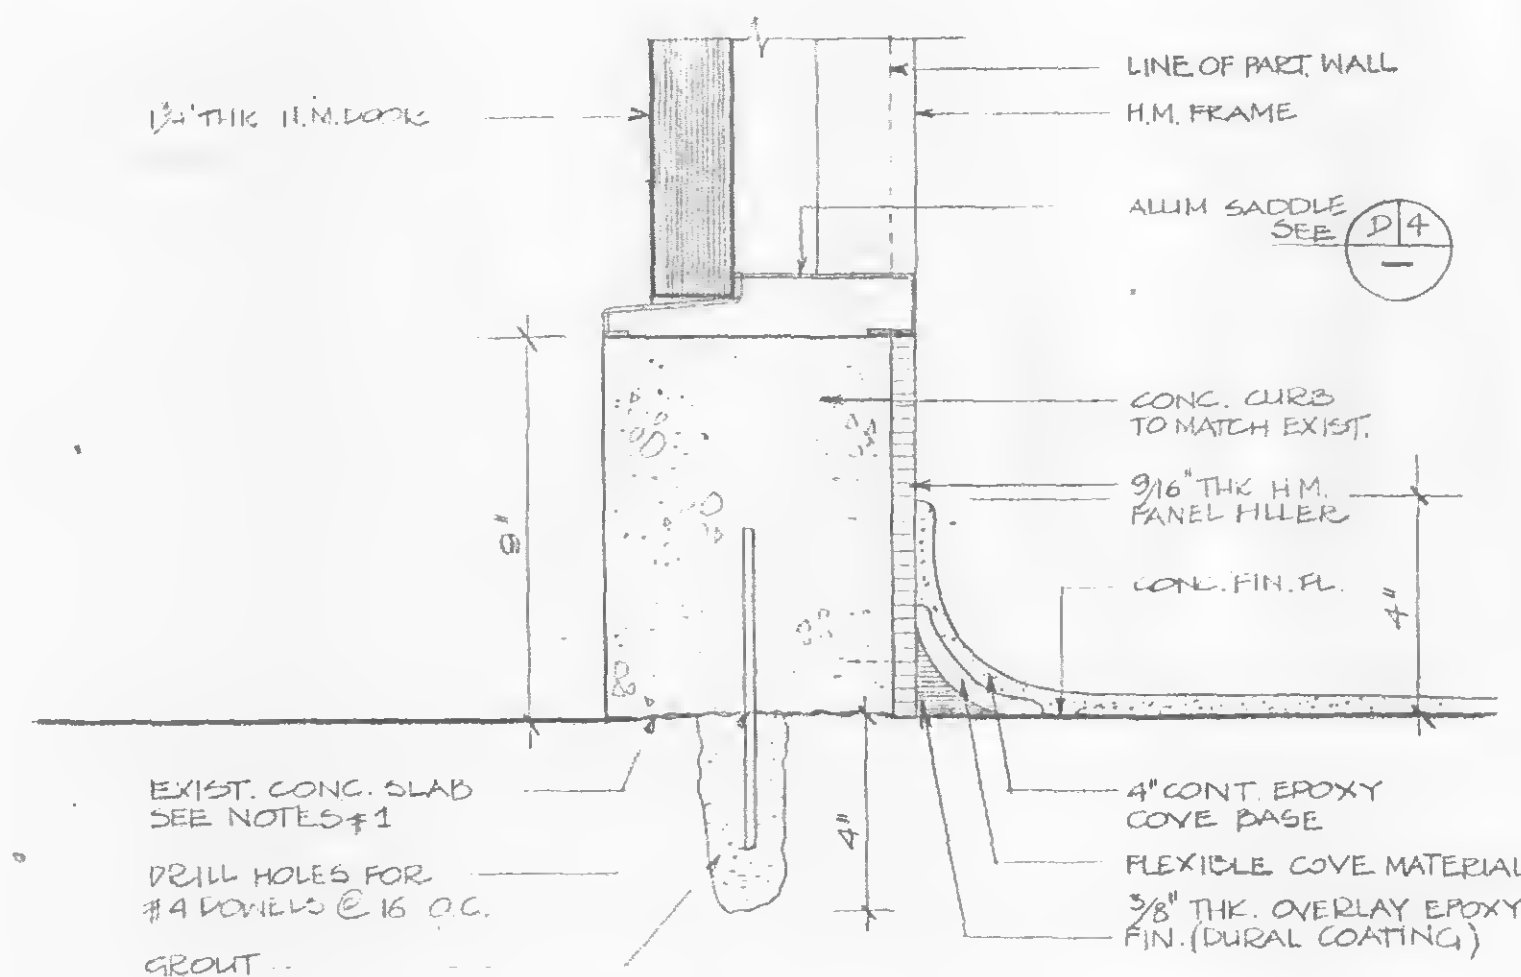 LINE OF PART. WALL
1¾" THK H.M. DOOR
H.M. FRAME
ALUM SADDLE
SEE
D 4
CONC. CURB
TO MATCH EXIST.
9/16" THK H.M.
PANEL FILLER
9"
CONC. FIN. FL.
4"
EXIST. CONC. SLAB
SEE NOTES #1
4"
4" CONT. EPOXY
COVE BASE
DRILL HOLES FOR
#4 DOWELS @ 16 O.C.
FLEXIBLE COVE MATERIAL
3/8" THK. OVERLAY EPOXY
FIN. (DURAL COATING)
GROUT